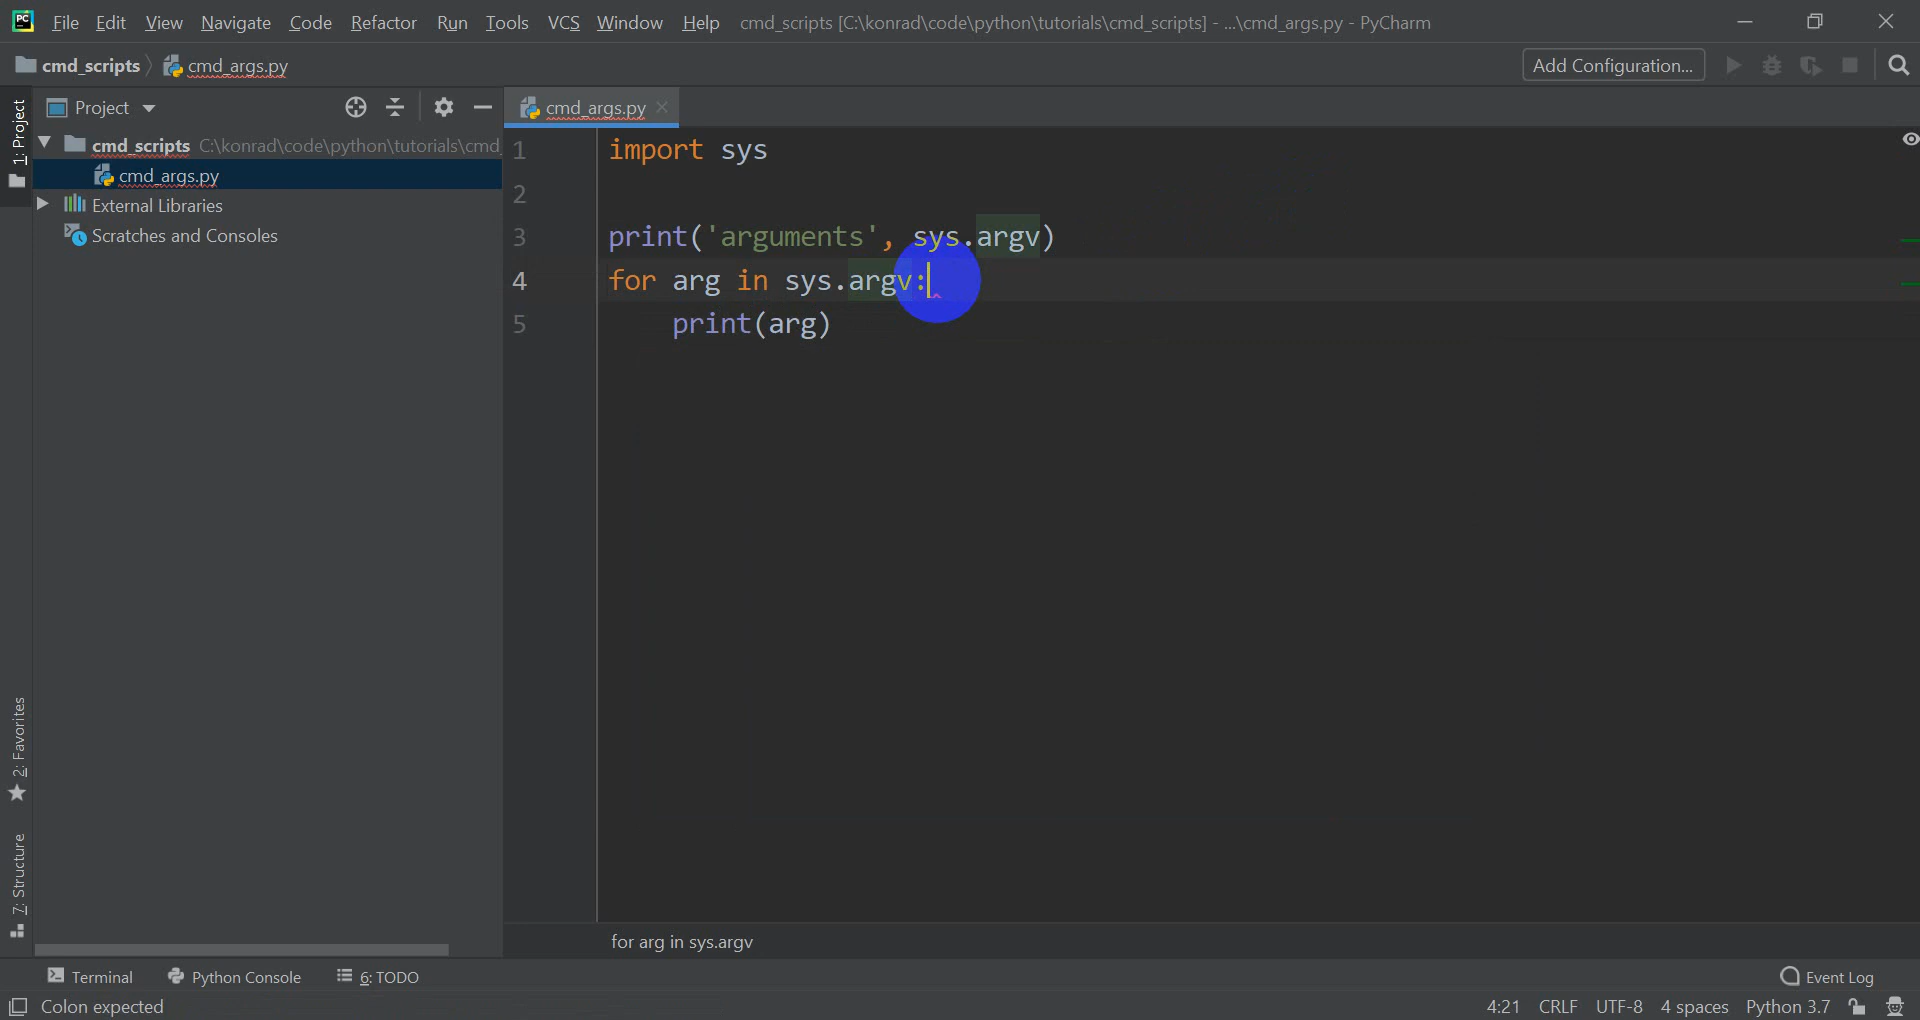 File Edit View Navigate Code Refactor Run Tools VCS Window Help cmd_scripts [C:\konrad\code\python\tutorials\cmd_scripts] - ...\cmd_args.py - PyCharm
cmd_scripts cmd_args.py Add Configuration...
1: Project
Project
cmd_scripts C:\konrad\code\python\tutorials\cmd_
cmd_args.py
External Libraries
Scratches and Consoles
2: Favorites
7: Structure
cmd_args.py
1 import sys
2
3 print('arguments', sys.argv)
4 for arg in sys.argv:
5     print(arg)
for arg in sys.argv
Terminal Python Console 6: TODO Event Log
Colon expected 4:21 CRLF UTF-8 4 spaces Python 3.7